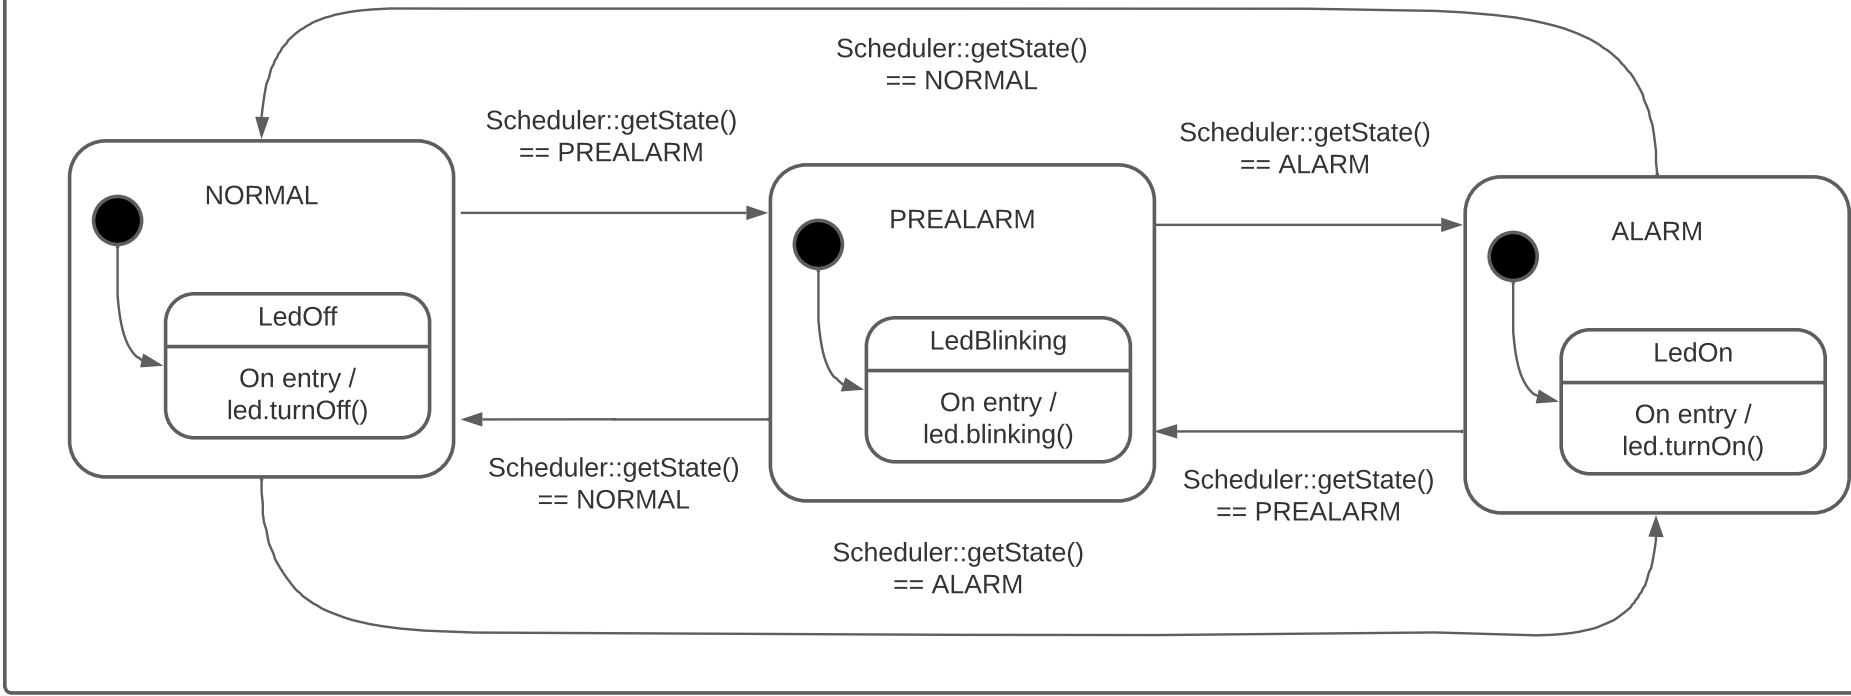 Scheduler::getState()
== NORMAL
Scheduler::getState()
== PREALARM
Scheduler::getState()
== ALARM
NORMAL
LedOff
On entry /
led.turnOff()
PREALARM
LedBlinking
On entry /
led.blinking()
ALARM
LedOn
On entry /
led.turnOn()
Scheduler::getState()
== NORMAL
Scheduler::getState()
== PREALARM
Scheduler::getState()
== ALARM